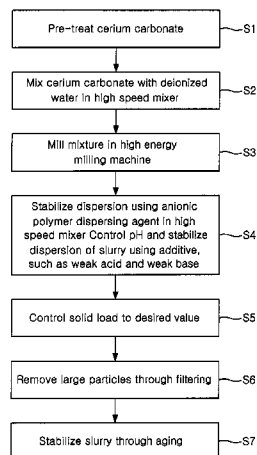 Pre-treat cerium carbonate
S1
Mix cerium carbonate with deionized
water in high speed mixer
S2
Mill mixture in high energy
milling machine
S3
Stabilize dispersion using anionic
polymer dispersing agent in high
speed mixer Control pH and stabilize
dispersion of slurry using additive,
such as weak acid and weak base
S4
Control solid load to desired value
S5
Remove large particles through filtering
S6
Stabilize slurry through aging
S7